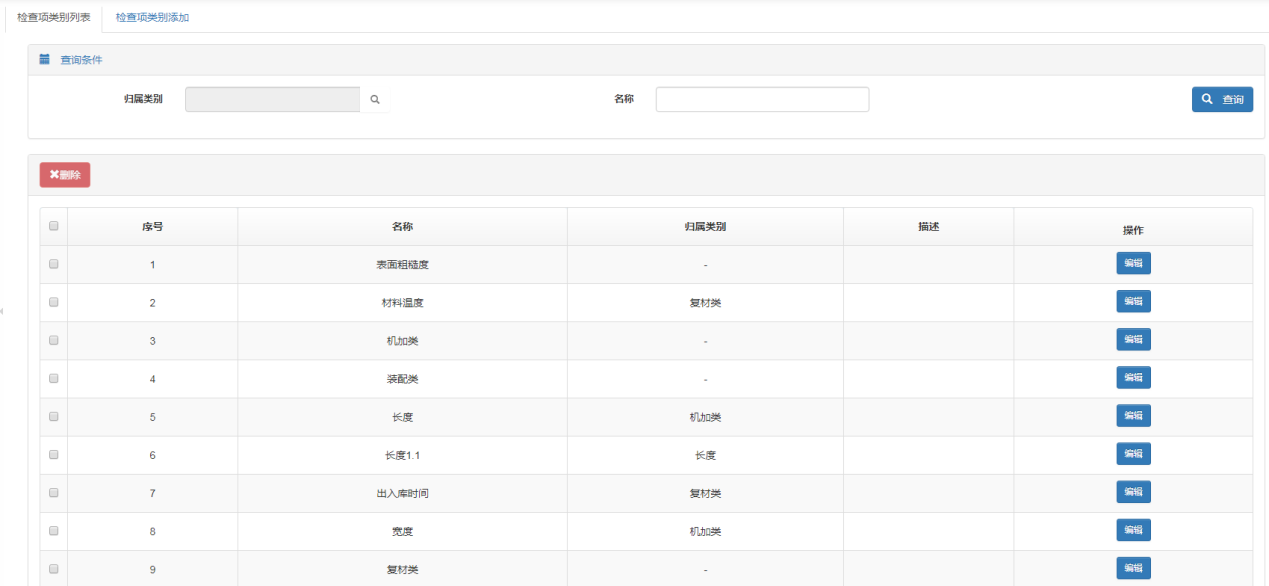 检查项类别列表 检查项类别添加
查询条件
归属类别 名称 查询
删除
序号 名称 归属类别 描述 操作
1 表面粗糙度 - 编辑
2 材料温度 复材类 编辑
3 机加类 - 编辑
4 装配类 - 编辑
5 长度 机加类 编辑
6 长度1.1 长度 编辑
7 出入库时间 复材类 编辑
8 宽度 机加类 编辑
9 复材类 - 编辑